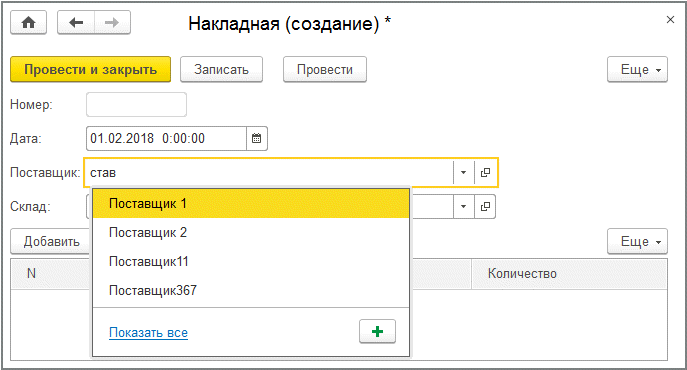 Накладная (создание) *
Провести и закрыть Записать Провести Еще
Номер:
Дата: 01.02.2018 0:00:00
Поставщик: став
Склад:
Поставщик 1
Поставщик 2
Добавить Еще
Поставщик11
N Количество
Поставщик367
Показать все